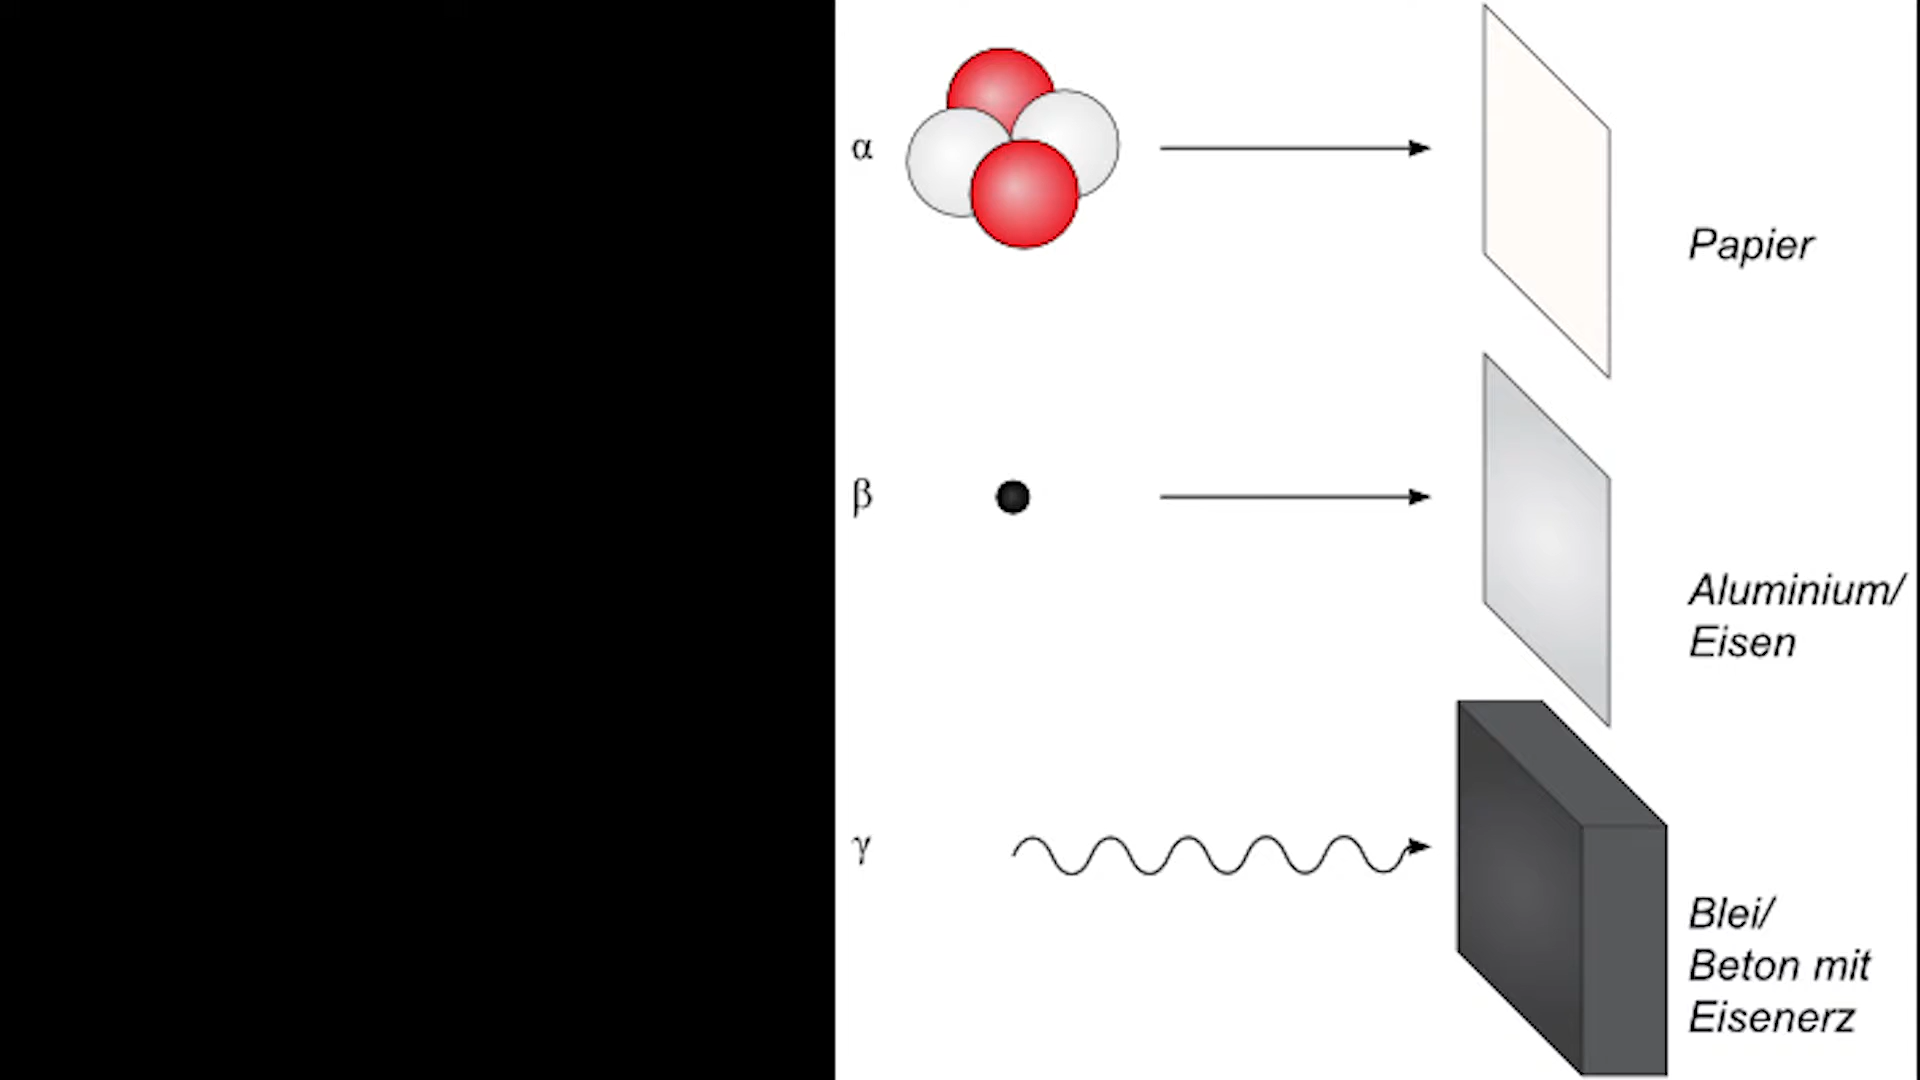 α
Papier
β
Aluminium/
Eisen
γ
Blei/
Beton mit
Eisenerz